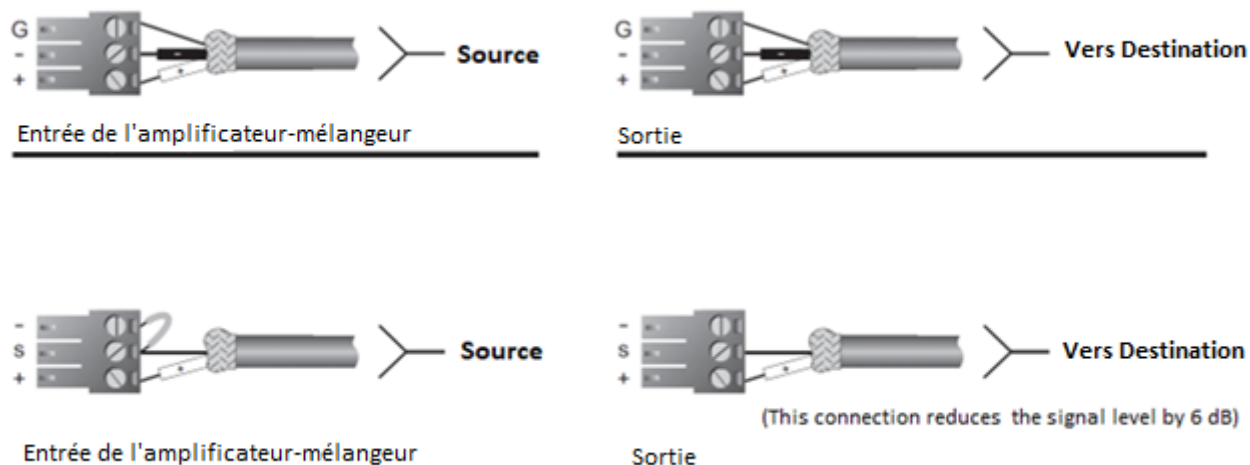 G
-
+
- +
Source
Entrée de l'amplificateur-mélangeur
G
-
+
- +
Vers Destination
Sortie
-
S
+
+
Source
Entrée de l'amplificateur-mélangeur
-
S
+
+
Vers Destination
(This connection reduces the signal level by 6 dB)
Sortie